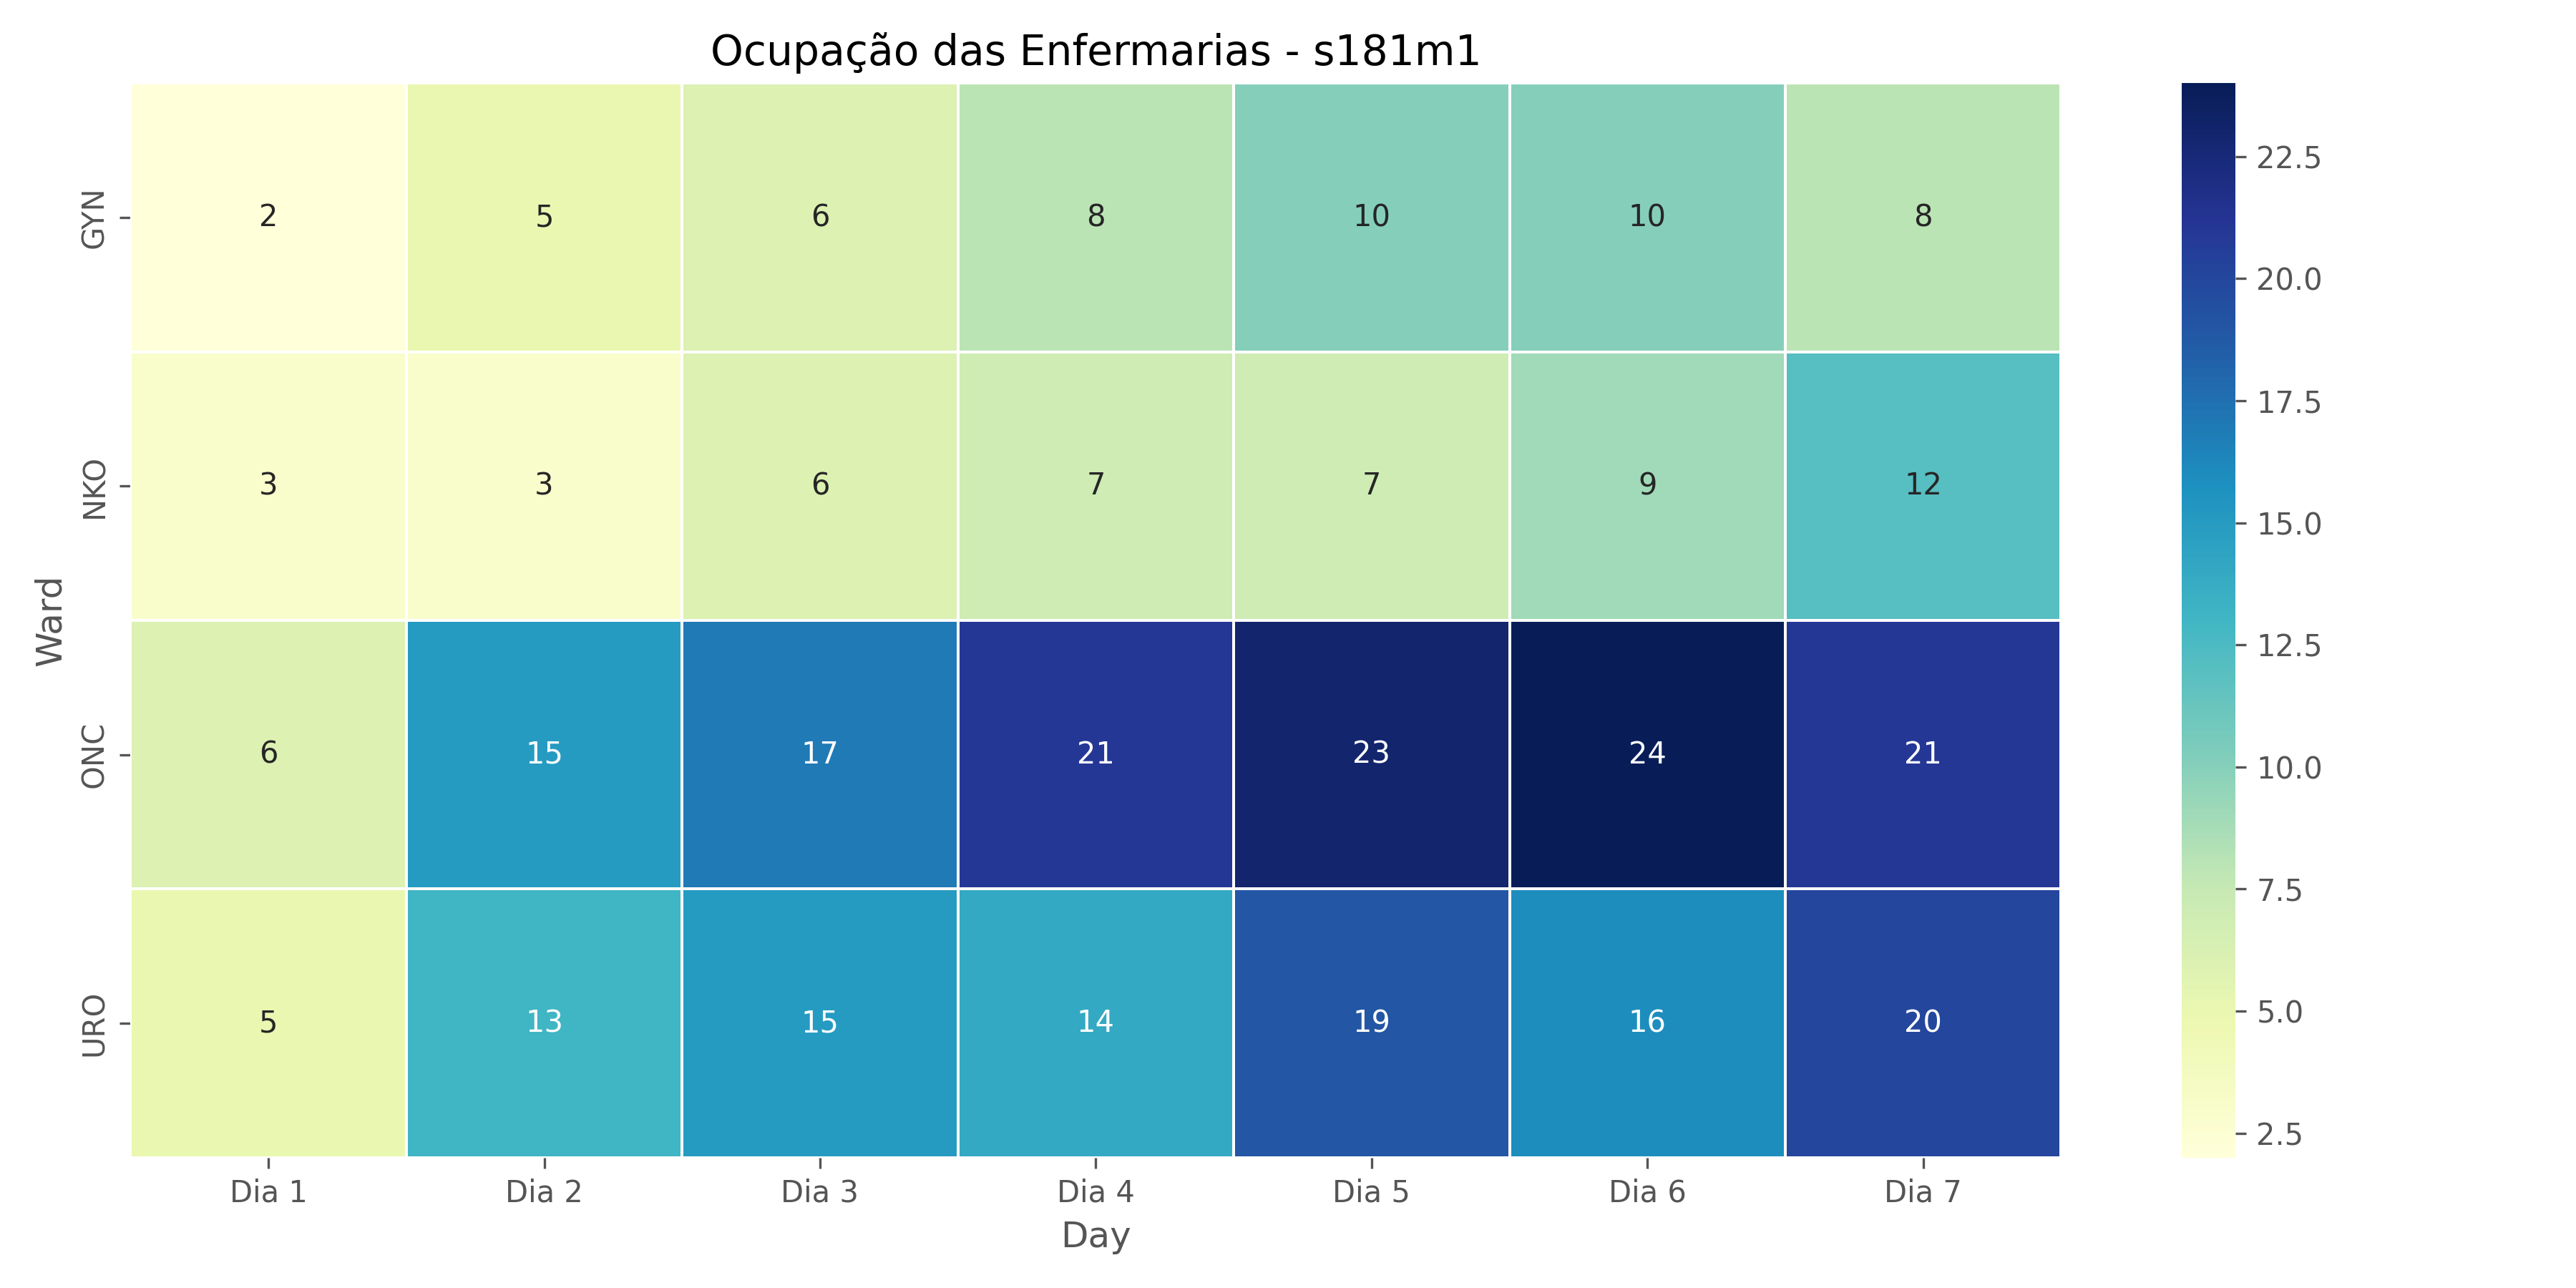 Ocupação das Enfermarias - s181m1
Ward
GYN 2 5 6 8 10 10 8
NKO 3 3 6 7 7 9 12
ONC 6 15 17 21 23 24 21
URO 5 13 15 14 19 16 20
Dia 1 Dia 2 Dia 3 Dia 4 Dia 5 Dia 6 Dia 7
Day
22.5
20.0
17.5
15.0
12.5
10.0
7.5
5.0
2.5